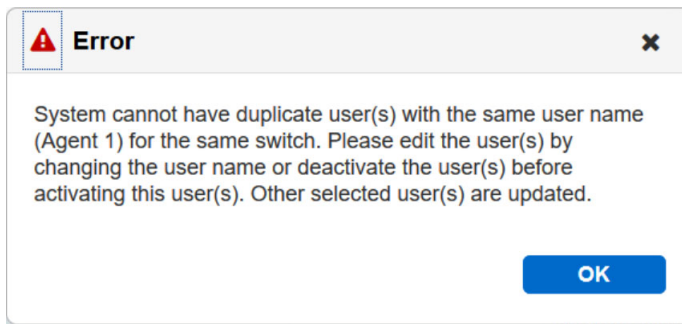 Error
System cannot have duplicate user(s) with the same user name
(Agent 1) for the same switch. Please edit the user(s) by
changing the user name or deactivate the user(s) before
activating this user(s). Other selected user(s) are updated.
OK